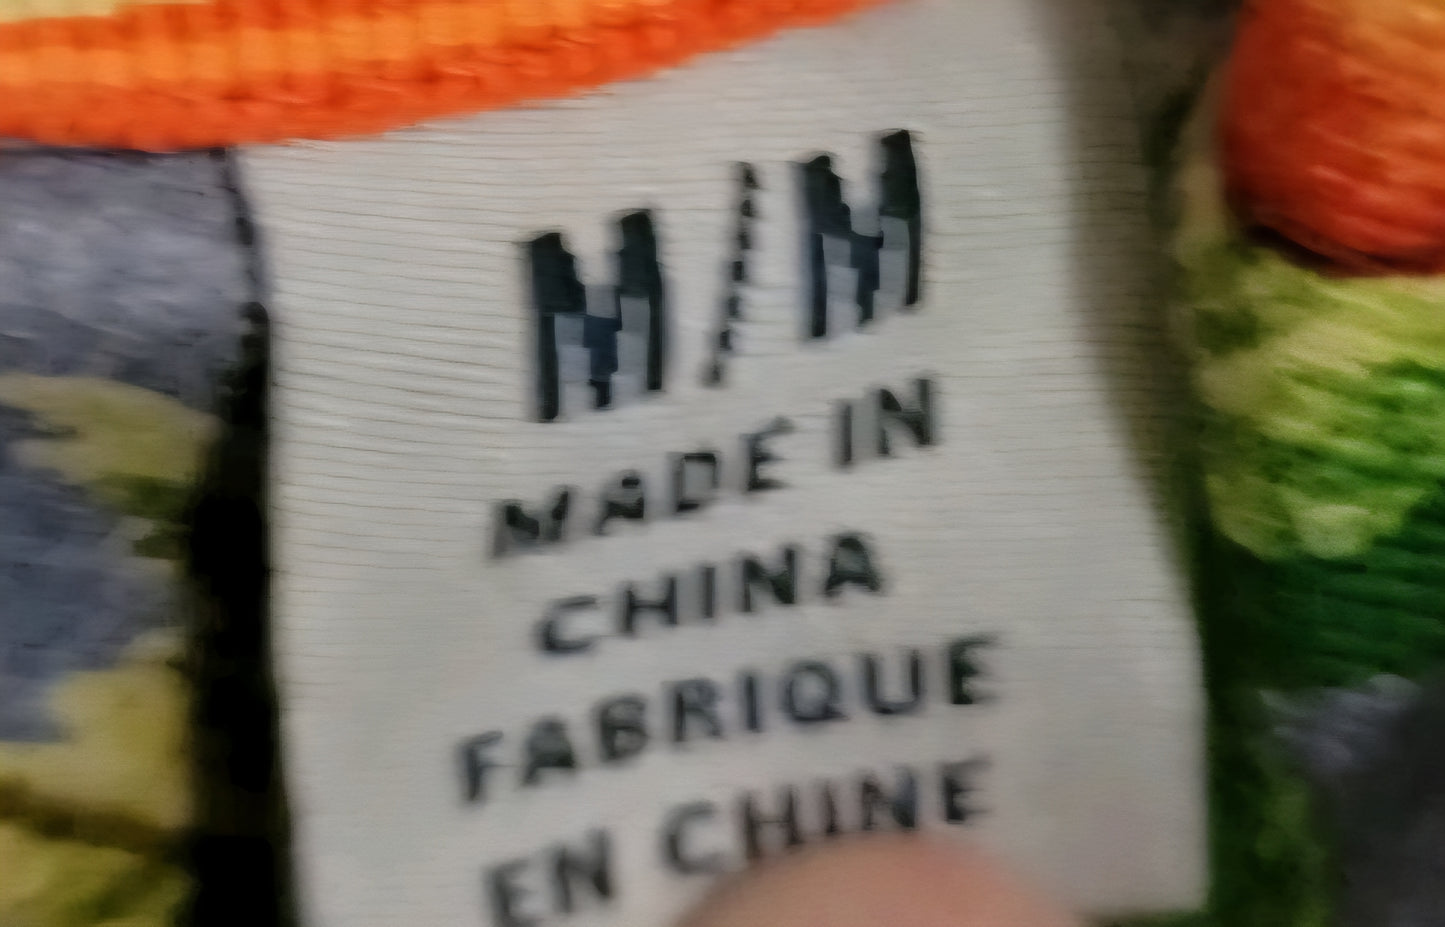 M/M
MADE IN
CHINA
FABRIQUE
EN CHINE